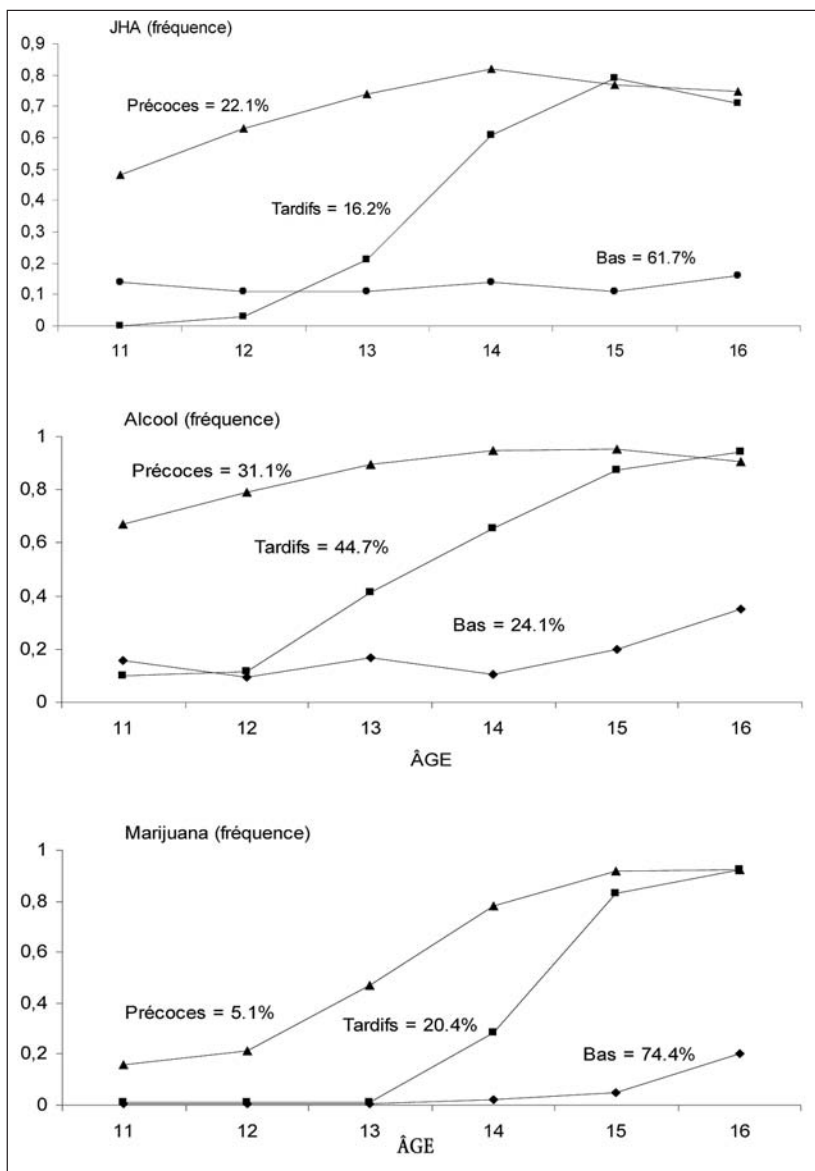 JHA (fréquence)
0,9
0,8
Précoces = 22.1%
0,7
0,6
0,5
0,4
Tardifs = 16.2%
0,3
Bas = 61.7%
0,2
0,1
0
11 12 13 14 15 16
Alcool (fréquence)
1
Précoces = 31.1%
0,8
0,6
Tardifs = 44.7%
0,4
Bas = 24.1%
0,2
0
11 12 13 14 15 16
ÂGE
Marijuana (fréquence)
1
0,8
0,6
0,4
Précoces = 5.1%
Tardifs = 20.4%
0,2
Bas = 74.4%
0
11 12 13 14 15 16
ÂGE